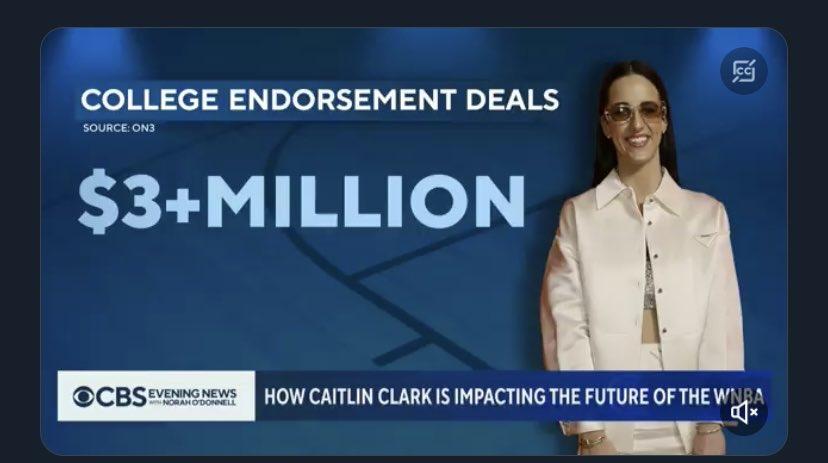 CC
COLLEGE ENDORSEMENT DEALS
SOURCE: ON3
$3+MILLION
CBS EVENING NEWS
WITH NORAH O'DONNELL
HOW CAITLIN CLARK IS IMPACTING THE FUTURE OF THE WNBA